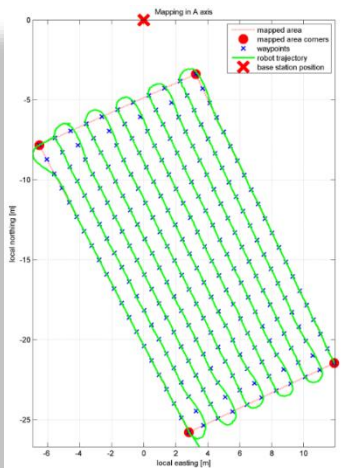 Mapping in A axis
mapped area
mapped area corners
waypoints
robot trajectory
base station position
0
-5
-10
-15
-20
-25
local northing [m]
-6
-4
-2
0
2
4
6
8
10
local easting [m]